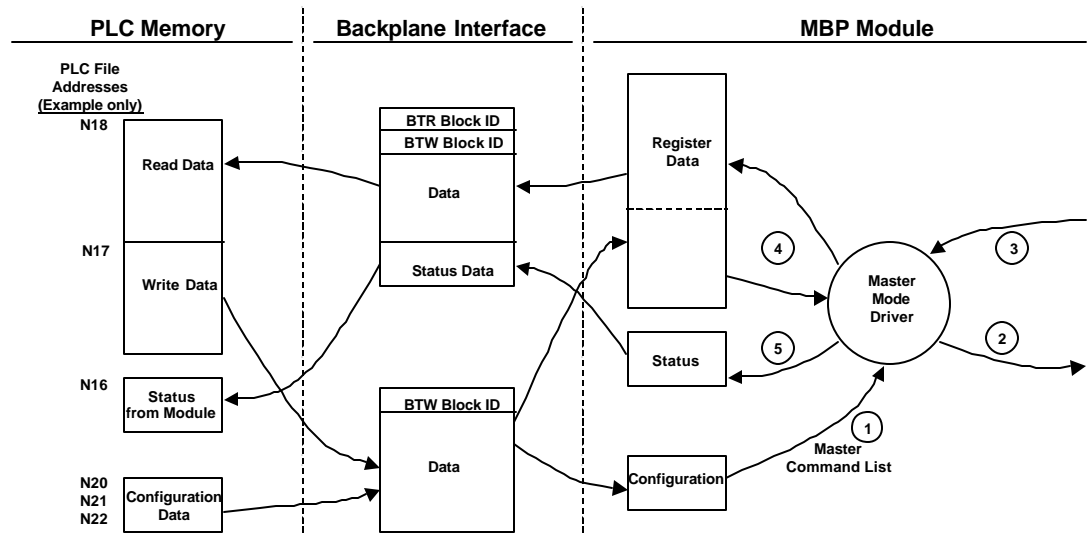 PLC Memory
Backplane Interface
MBP Module
PLC File
Addresses
(Example only)
N18
Read Data
N17
Write Data
N16
Status
from Module
N20
N21
N22
Configuration
Data
BTR Block ID
BTW Block ID
Data
Status Data
BTW Block ID
Data
Register
Data
Status
Configuration
4
5
1
Master
Command List
Master
Mode
Driver
3
2